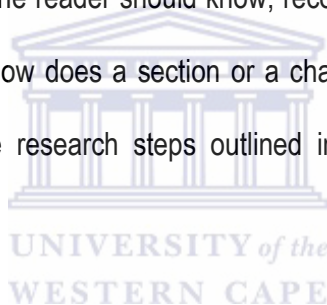 the reader should know, reco
ow does a section or a cha
research steps outlined in
UNIVERSITY of the
WESTERN CAPE